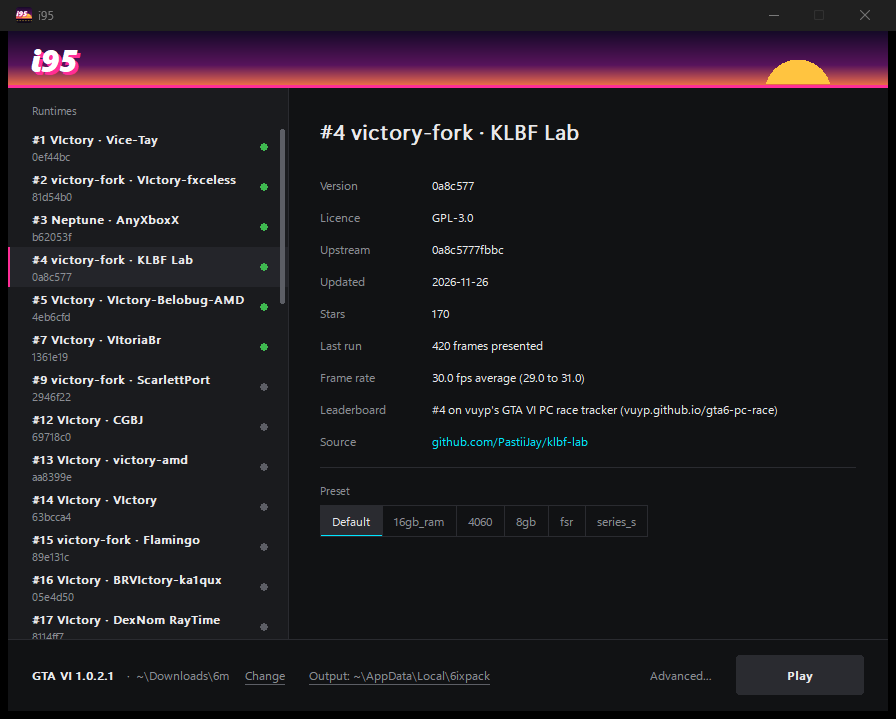 i95
i95
Runtimes
#1 VIctory · Vice-Tay
0ef44bc
#2 victory-fork · VIctory-fxceless
81d54b0
#3 Neptune · AnyXboxX
b62053f
#4 victory-fork · KLBF Lab
0a8c577
#5 VIctory · VIctory-Belobug-AMD
4eb6cfd
#7 VIctory · VItoriaBr
1361e19
#9 victory-fork · ScarlettPort
2946f22
#12 VIctory · CGBJ
69718c0
#13 VIctory · victory-amd
aa8399e
#14 VIctory · VIctory
63bcca4
#15 victory-fork · Flamingo
89e131c
#16 VIctory · BRVIctory-ka1qux
05e4d50
#17 VIctory · DexNom RayTime
8114ff7
#4 victory-fork · KLBF Lab
Version 0a8c577
Licence GPL-3.0
Upstream 0a8c5777fbbc
Updated 2026-11-26
Stars 170
Last run 420 frames presented
Frame rate 30.0 fps average (29.0 to 31.0)
Leaderboard #4 on vuyp's GTA VI PC race tracker (vuyp.github.io/gta6-pc-race)
Source github.com/PastiiJay/klbf-lab
Preset
Default 16gb_ram 4060 8gb fsr series_s
GTA VI 1.0.2.1 · ~\Downloads\6m Change Output: ~\AppData\Local\6ixpack Advanced... Play